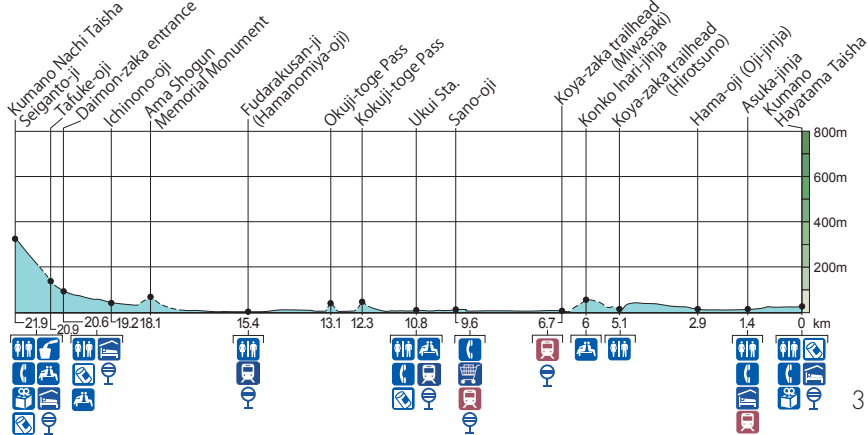 Kumano Nachi Taisha
Seiganto-ji
Tafuke-oji
Daimon-zaka entrance
Ichinono-oji
Ama Shogun
Memorial Monument
Fudarakusan-ji
(Hamanomiya-oji)
Okuji-toge Pass
Kokuji-toge Pass
Ukui Sta.
Sano-oji
Koya-zaka trailhead
(Miwasaki)
Konko Inari-jinja
Koya-zaka trailhead
(Hirotsuno)
Hama-oji (Oji-jinja)
Asuka-jinja
Kumano
Hayatama Taisha
800m
600m
400m
200m
21.9 20.9 20.6 19.2 18.1 15.4 13.1 12.3 10.8 9.6 6.7 6 5.1 2.9 1.4 0 km
3